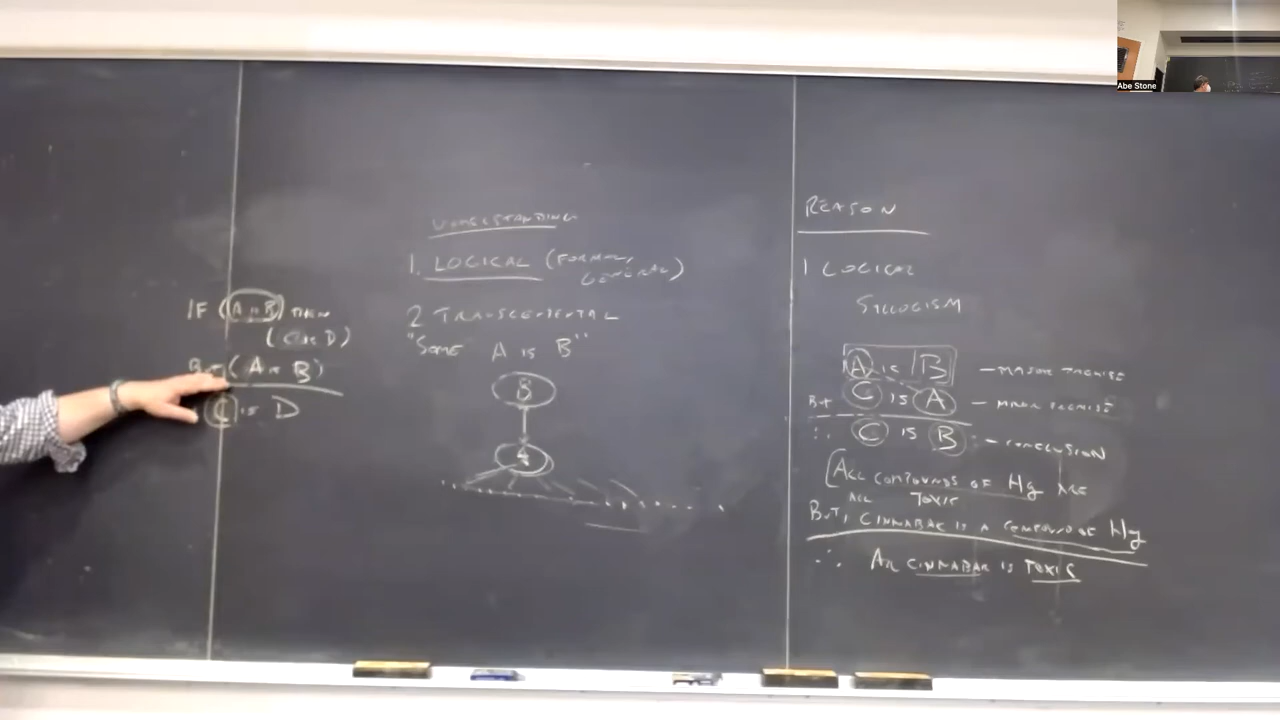 IF (A IS B) THEN
(C IS D)
BUT (A IS B)
C IS D
UNDERSTANDING
1. LOGICAL (FORMAL, GENERAL)
2 TRANSCENDENTAL
"SOME A IS B"
B
A
REASON
1 LOGICAL
SYLLOGISM
A IS B - MAJOR PREMISE
BUT C IS A - MINOR PREMISE
∴ C IS B - CONCLUSION
ALL COMPOUNDS OF Hg ARE
TOXIC
ALL
BUT, CINNABAR IS A COMPOUND OF Hg
∴ ALL CINNABAR IS TOXIC
Abe Stone